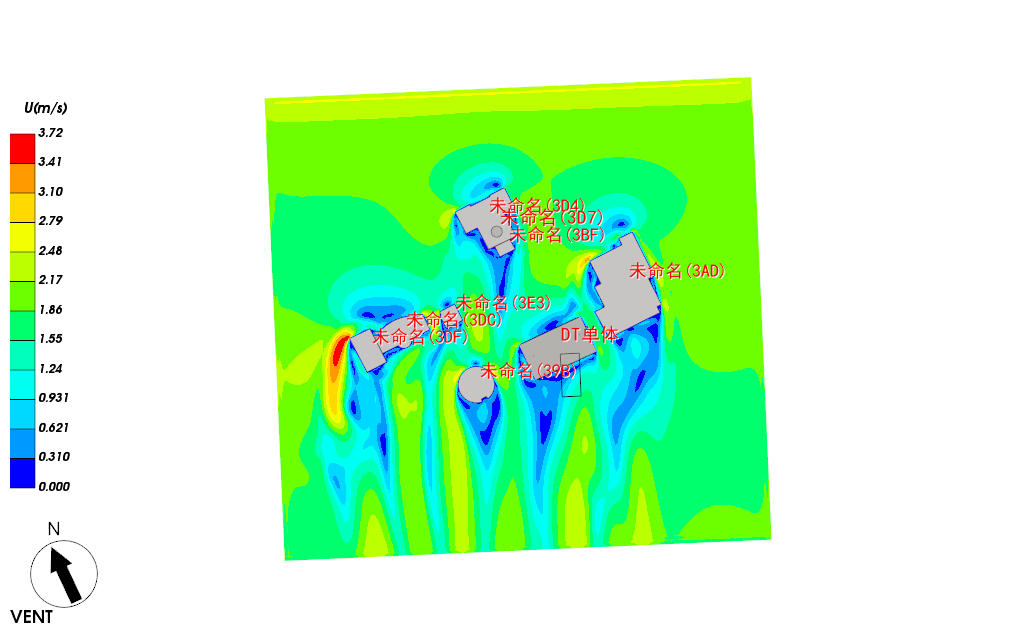 U(m/s)
3.72
3.41
3.10
2.79
2.48
2.17
1.86
1.55
1.24
0.931
0.621
0.310
0.000
未命名(3D4)
未命名(3D7)
未命名(3BF)
未命名(3AD)
未命名(3E3)
未命名(3DC)
未命名(3DF)
DT单体
未命名(39B)
N
VENT